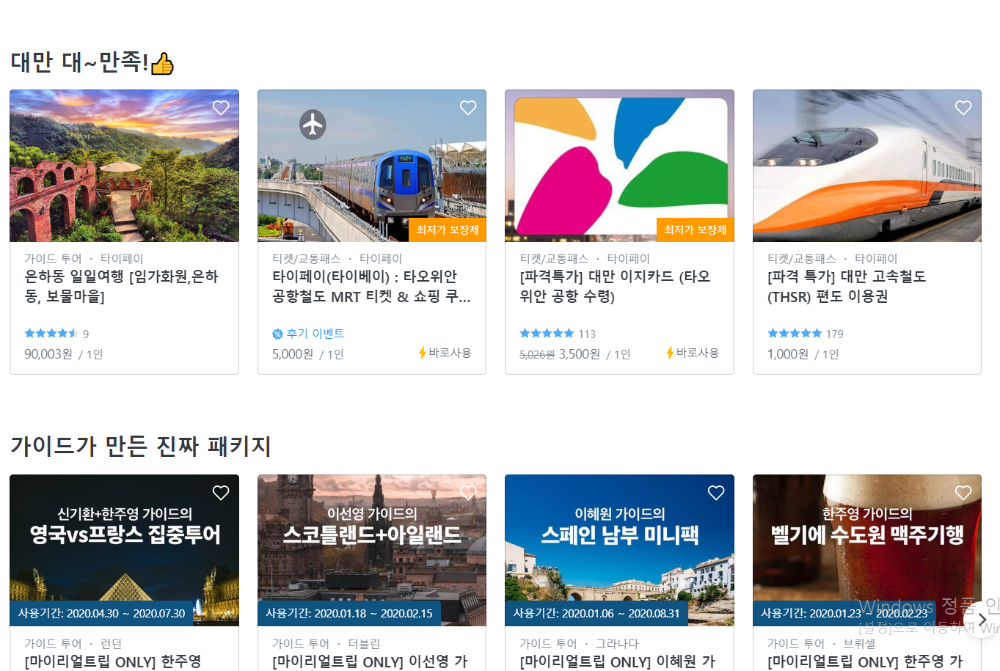 대만 대~만족!👍
최저가 보장제
최저가 보장제
가이드 투어 · 타이페이
은하동 일일여행 [임가화원,은하
동, 보물마을]
9
90,003원 / 1인
티켓/교통패스 · 타이페이
타이페이(타이베이) : 타오위안
공항철도 MRT 티켓 & 쇼핑 쿠...
후기 이벤트
5,000원 / 1인
바로사용
티켓/교통패스 · 타이페이
[파격특가] 대만 이지카드 (타오
위안 공항 수령)
113
5,026원 3,500원 / 1인
바로사용
티켓/교통패스 · 타이페이
[파격 특가] 대만 고속철도
(THSR) 편도 이용권
179
1,000원 / 1인
가이드가 만든 진짜 패키지
신기환+한주영 가이드의
영국vs프랑스 집중투어
사용기간: 2020.04.30 ~ 2020.07.30
가이드 투어 · 런던
[마이리얼트립 ONLY] 한주영
이선영 가이드의
스코틀랜드+아일랜드
사용기간: 2020.01.18 ~ 2020.02.15
가이드 투어 · 더블린
[마이리얼트립 ONLY] 이선영 가
이혜원 가이드의
스페인 남부 미니팩
사용기간: 2020.01.06 ~ 2020.08.31
가이드 투어 · 그라나다
[마이리얼트립 ONLY] 이혜원 가
한주영 가이드의
벨기에 수도원 맥주기행
사용기간: 2020.01.23 ~ 2020.02.23
가이드 투어 · 브뤼셀
[마이리얼트립 ONLY] 한주영 가
Windows 정품 인
[설정]으로 이동하여 Win